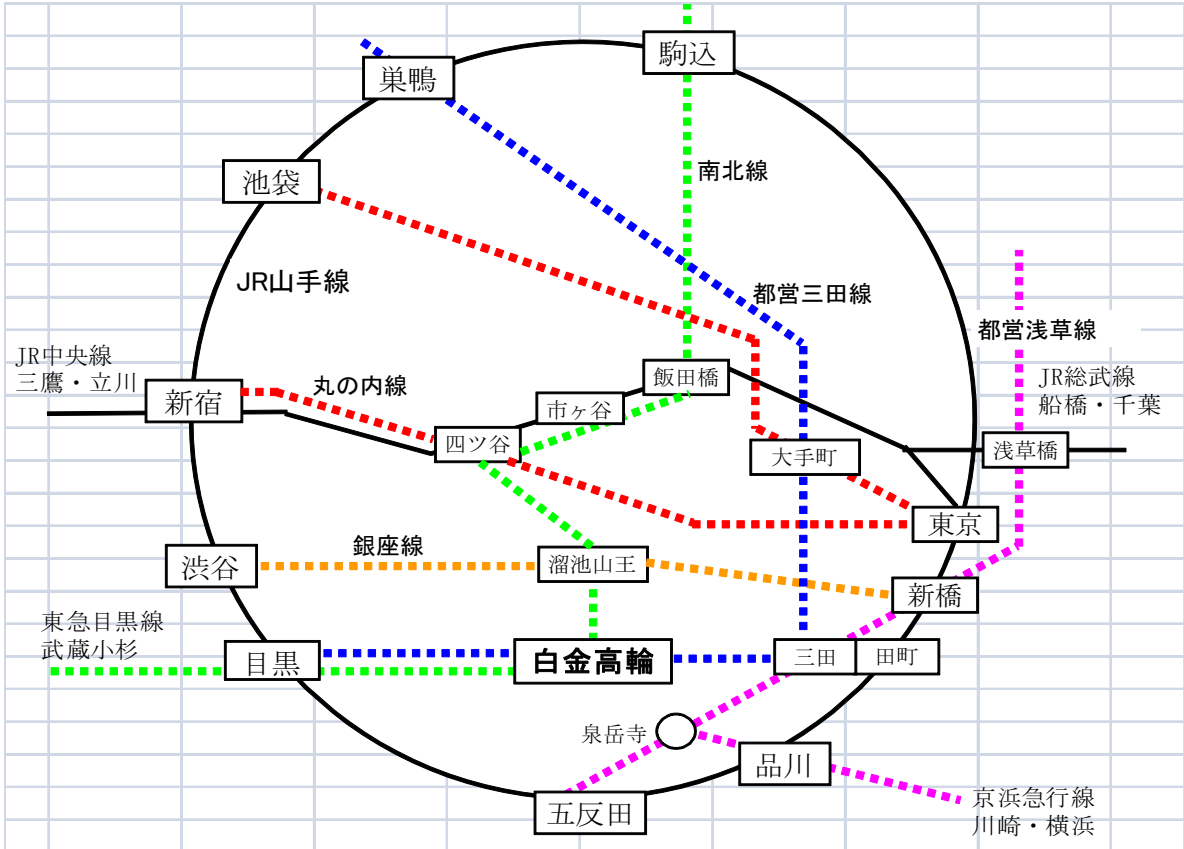 駒込
巣鴨
池袋
南北線
JR山手線
都営三田線
都営浅草線
JR中央線
三鷹・立川
新宿
丸の内線
飯田橋
市ヶ谷
四ツ谷
JR総武線
船橋・千葉
大手町
浅草橋
東京
渋谷
銀座線
溜池山王
新橋
東急目黒線
武蔵小杉
目黒
白金高輪
三田
田町
泉岳寺
品川
五反田
京浜急行線
川崎・横浜